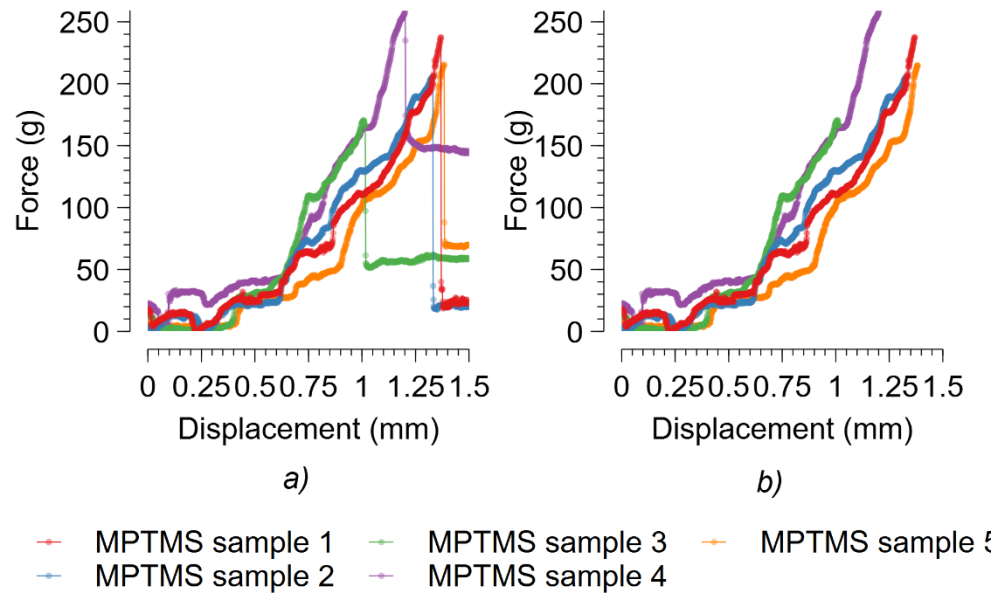 250
200
150
100
50
0
Force (g)
0 0.25 0.5 0.75 1 1.25 1.5
Displacement (mm)
a)
250
200
150
100
50
0
Force (g)
0 0.25 0.5 0.75 1 1.25 1.5
Displacement (mm)
b)
MPTMS sample 1 MPTMS sample 3 MPTMS sample 5
MPTMS sample 2 MPTMS sample 4